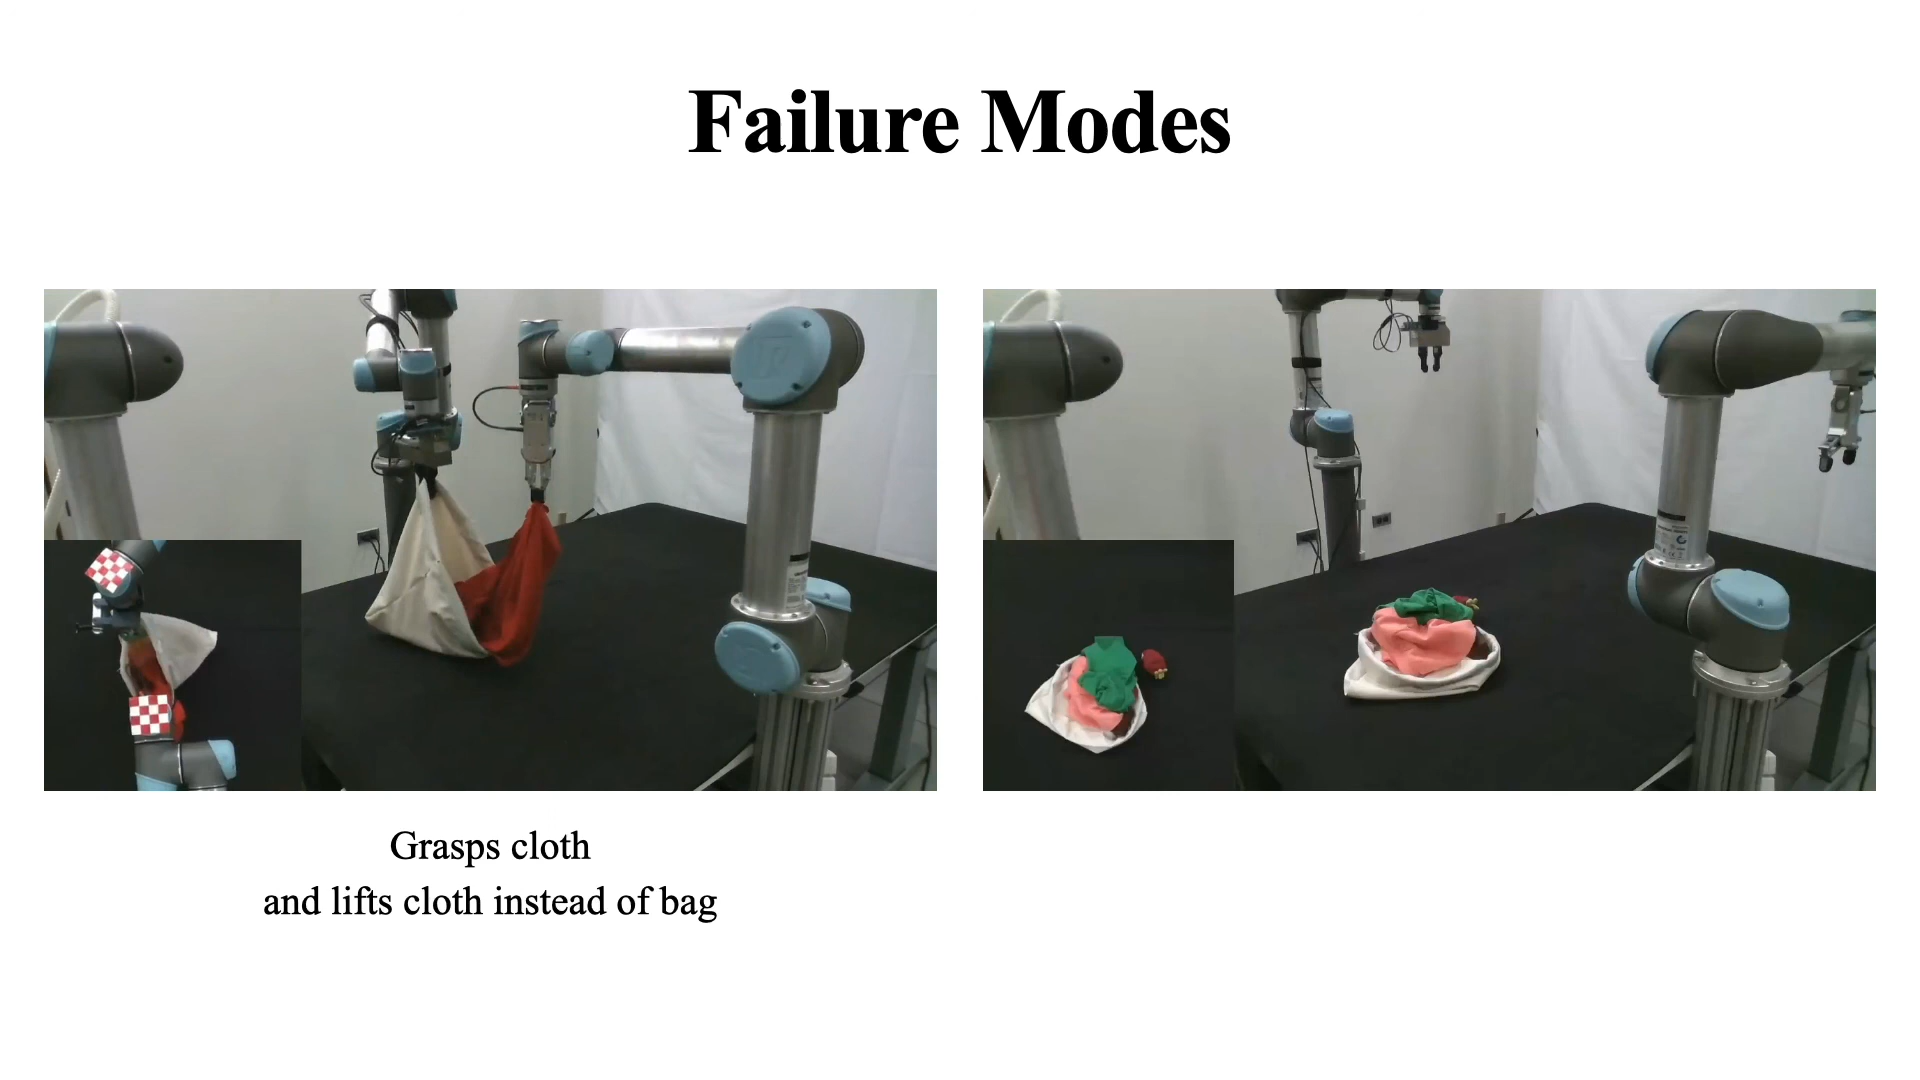 Failure Modes
Grasps cloth
and lifts cloth instead of bag